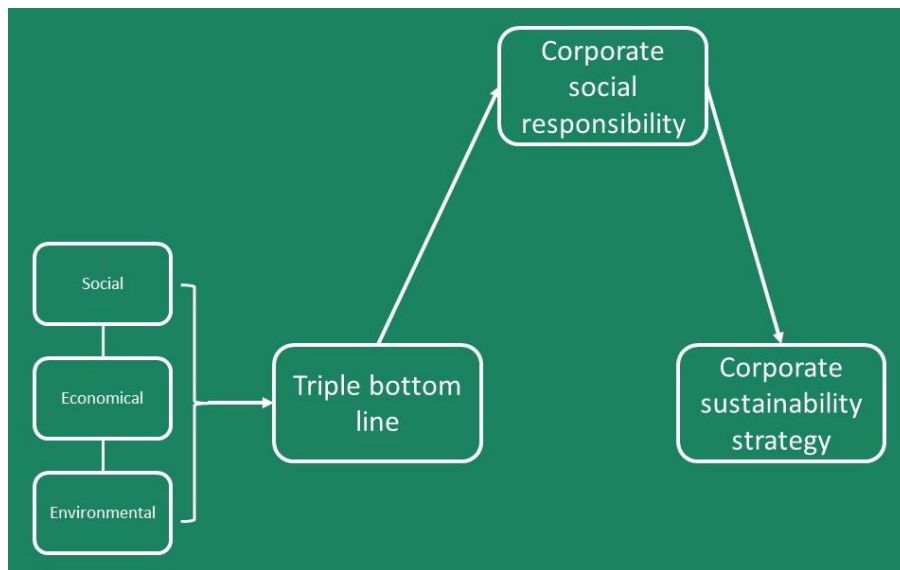 Corporate
social
responsibility
Social
Economical
Environmental
Triple bottom
line
Corporate
sustainability
strategy